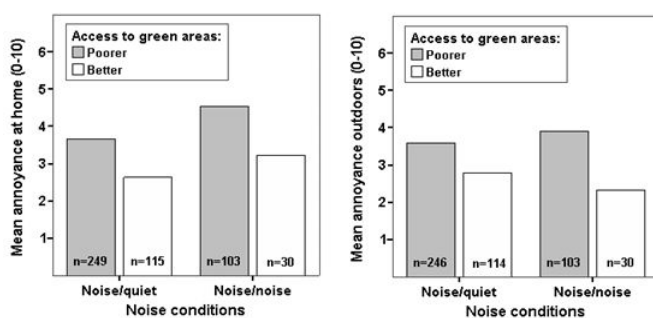 Mean annoyance at home (0-10)
6
5
4
3
2
1
Access to green areas:
Poorer
Better
n=249
n=115
n=103
n=30
Noise/quiet
Noise/noise
Noise conditions
Mean annoyance outdoors (0-10)
6
5
4
3
2
1
Access to green areas:
Poorer
Better
n=246
n=114
n=103
n=30
Noise/quiet
Noise/noise
Noise conditions